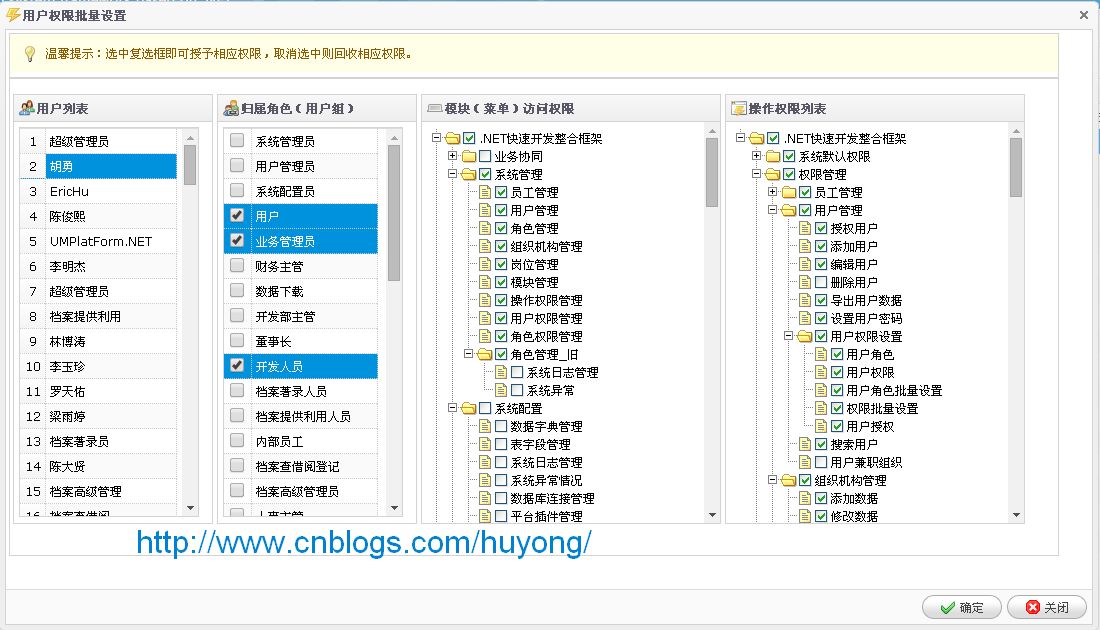 用户权限批量设置
温馨提示：选中复选框即可授予相应权限，取消选中则回收相应权限。
用户列表
1 超级管理员
2 胡勇
3 EricHu
4 陈俊熙
5 UMPlatForm.NET
6 李明杰
7 超级管理员
8 档案提供利用
9 林博涛
10 李玉珍
11 罗天佑
12 梁雨婷
13 档案著录员
14 陈大贤
15 档案高级管理
归属角色（用户组）
系统管理员
用户管理员
系统配置员
用户
业务管理员
财务主管
数据下载
开发部主管
董事长
开发人员
档案著录人员
档案提供利用人员
内部员工
档案查借阅登记
档案高级管理员
模块（菜单）访问权限
.NET快速开发整合框架
业务协同
系统管理
员工管理
用户管理
角色管理
组织机构管理
岗位管理
模块管理
操作权限管理
用户权限管理
角色权限管理
角色管理_旧
系统日志管理
系统异常
系统配置
数据字典管理
表字段管理
系统日志管理
系统异常情况
数据库连接管理
平台插件管理
操作权限列表
.NET快速开发整合框架
系统默认权限
权限管理
员工管理
用户管理
授权用户
添加用户
编辑用户
删除用户
导出用户数据
设置用户密码
用户权限设置
用户角色
用户权限
用户角色批量设置
权限批量设置
用户授权
搜索用户
用户兼职组织
组织机构管理
添加数据
修改数据
http://www.cnblogs.com/huyong/
确定
关闭